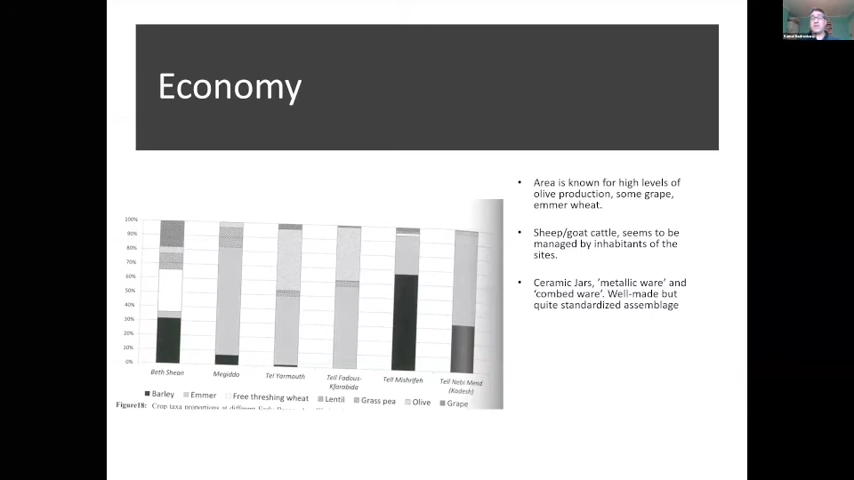 Economy
• Area is known for high levels of
olive production, some grape,
emmer wheat.
• Sheep/goat cattle, seems to be
managed by inhabitants of the
sites.
• Ceramic Jars, 'metallic ware' and
'combed ware'. Well-made but
quite standardized assemblage
100%
90%
80%
70%
60%
50%
40%
30%
20%
10%
0%
Beth Shean Megiddo Tel Yarmouth Tell Fadous- Tell Mishrifeh Tell Nebi Mend
Kfarabida (Kadesh)
Barley Emmer Free threshing wheat Lentil Grass pea Olive Grape
Figure18: Crop taxa proportions at different Early